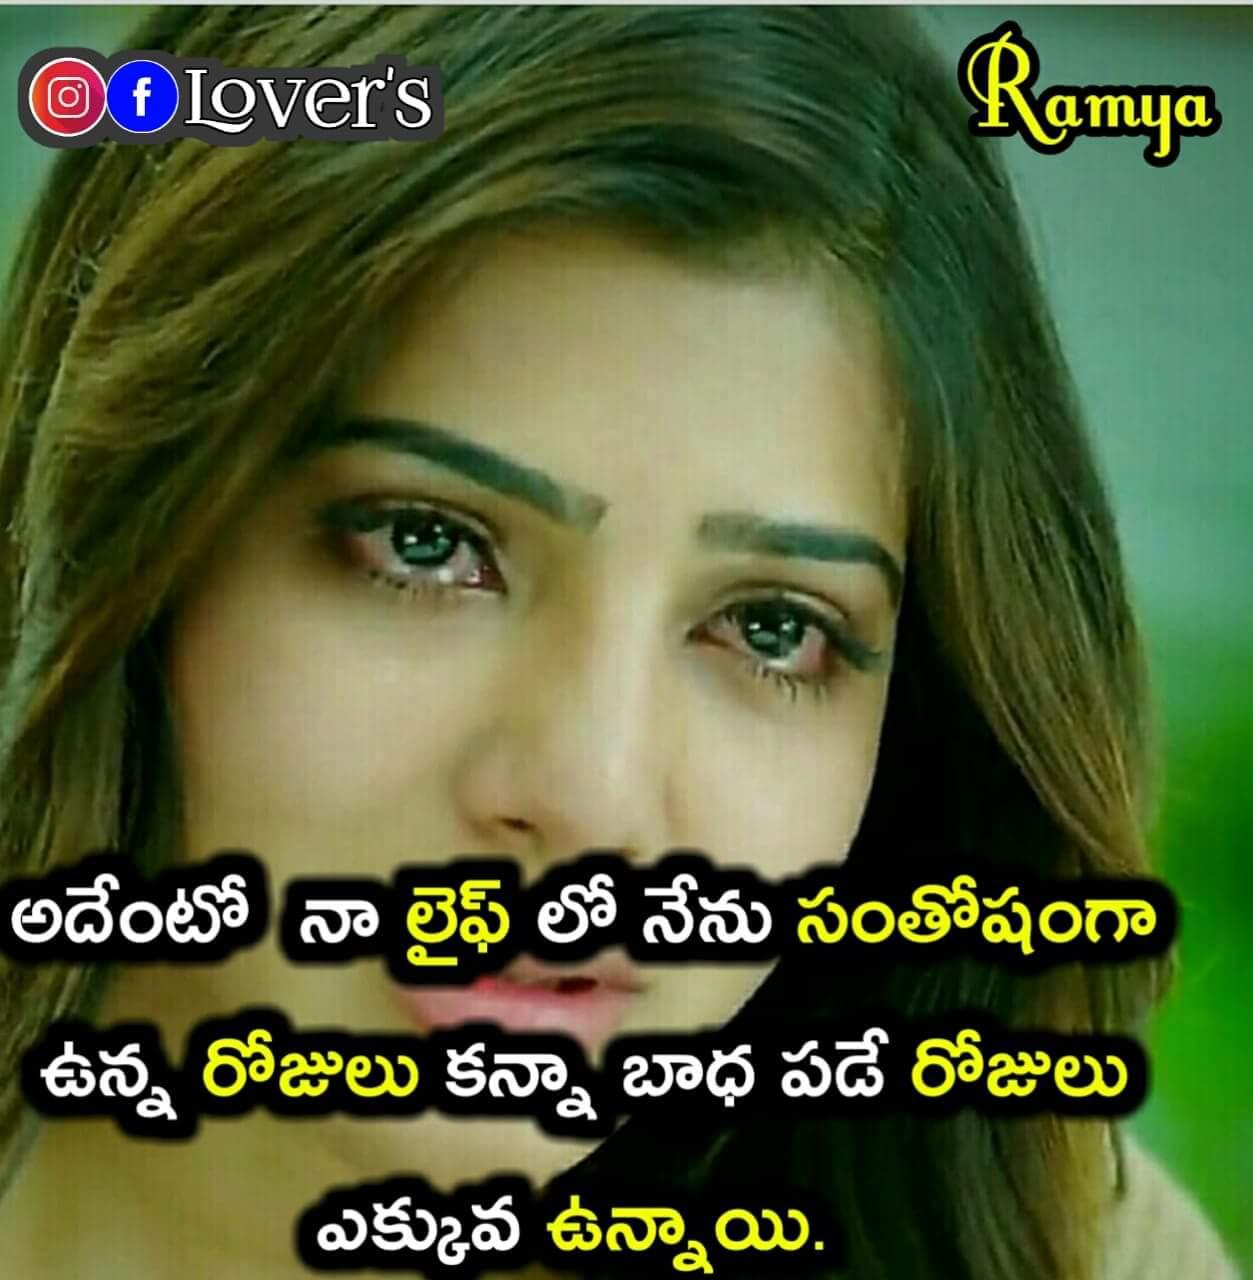 Lover's
Ramya
అదేంటో నా లైఫ్ లో నేను సంతోషంగా
ఉన్న రోజులు కన్నా బాధ పడే రోజులు
ఎక్కువ ఉన్నాయి.